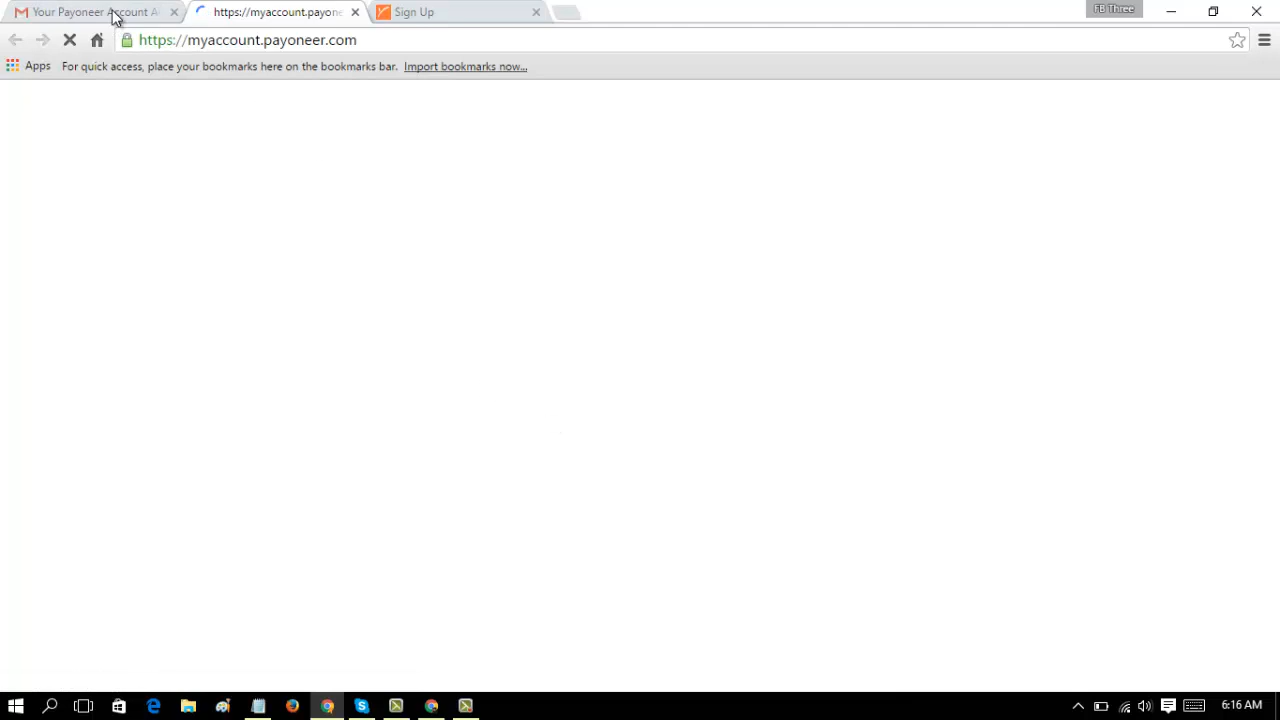 Your Payoneer Account A
https://myaccount.payone
Sign Up
FB Three
https://myaccount.payoneer.com
Apps
For quick access, place your bookmarks here on the bookmarks bar. Import bookmarks now...
6:16 AM